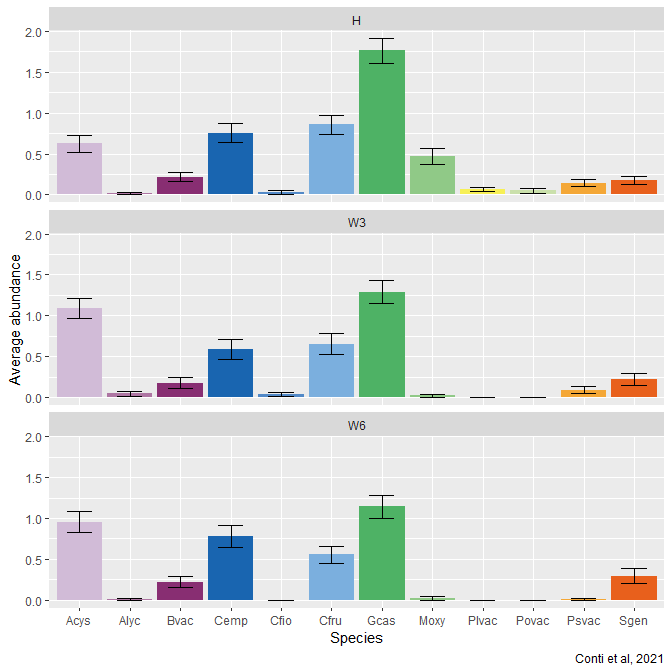 H
2.0
1.5
1.0
0.5
0.0
W3
2.0
1.5
1.0
0.5
0.0
Average abundance
W6
2.0
1.5
1.0
0.5
0.0
Acys Alyc Bvac Cemp Cfio Cfru Gcas Moxy Plvac Povac Psvac Sgen
Species
Conti et al, 2021